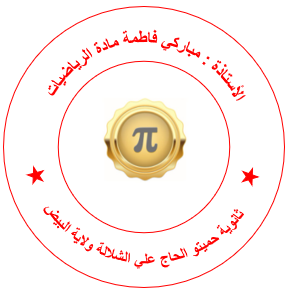 الأستاذة : مباركي فاطمة مادة الرياضيات
π
ثانوية حميتو الحاج علي الشلالة ولاية البيض